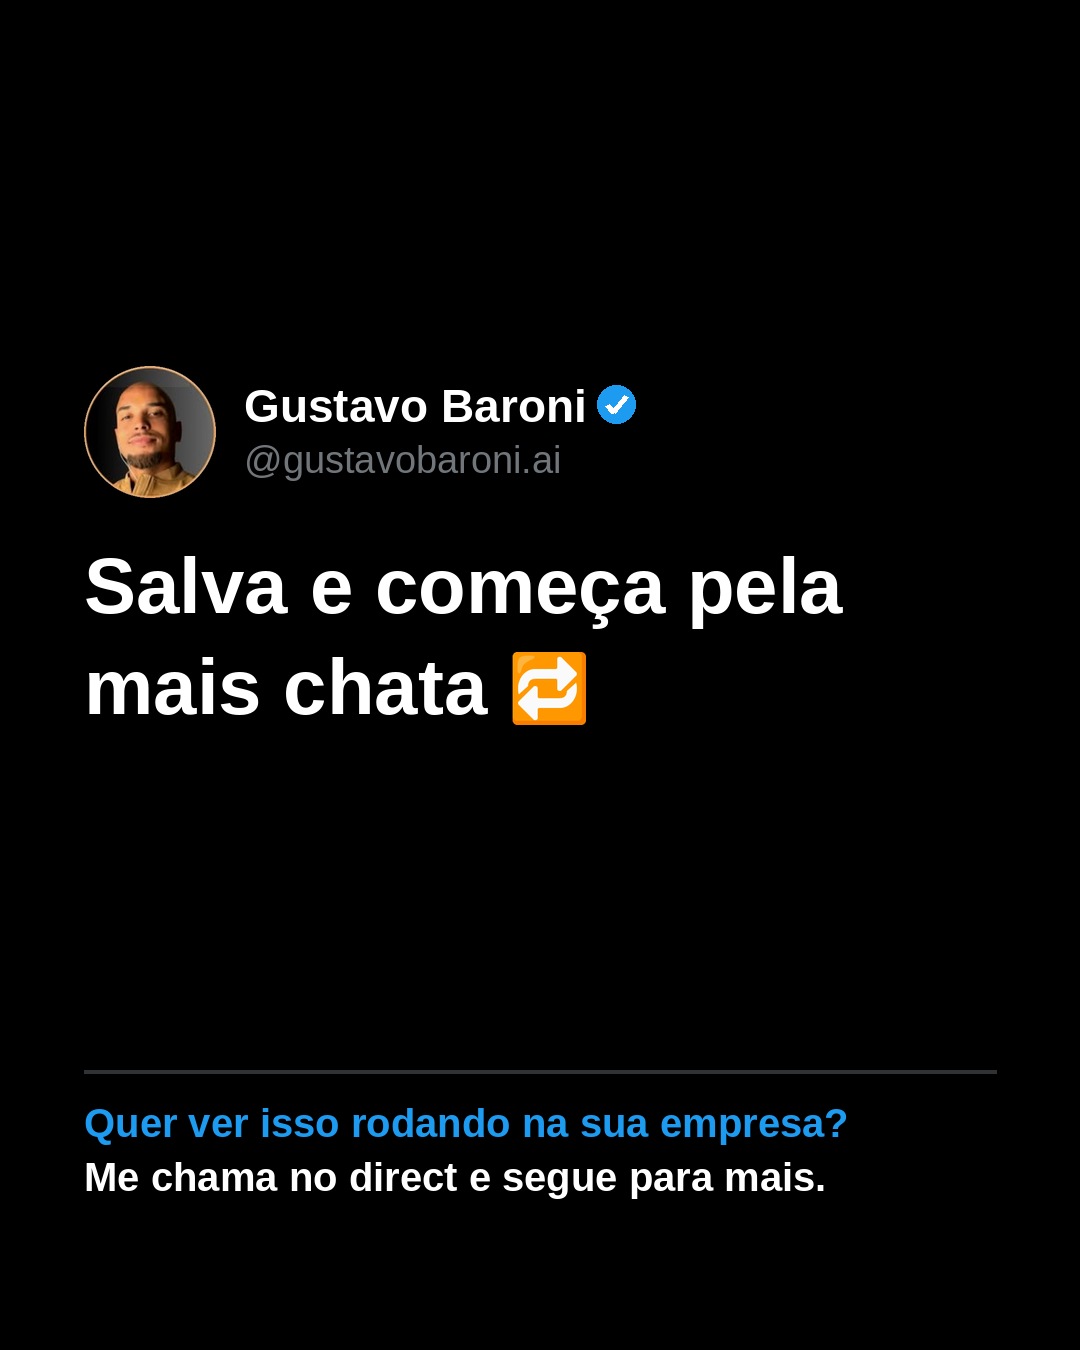 Gustavo Baroni
@gustavobaroni.ai
Salva e começa pela
mais chata 🔁
Quer ver isso rodando na sua empresa?
Me chama no direct e segue para mais.